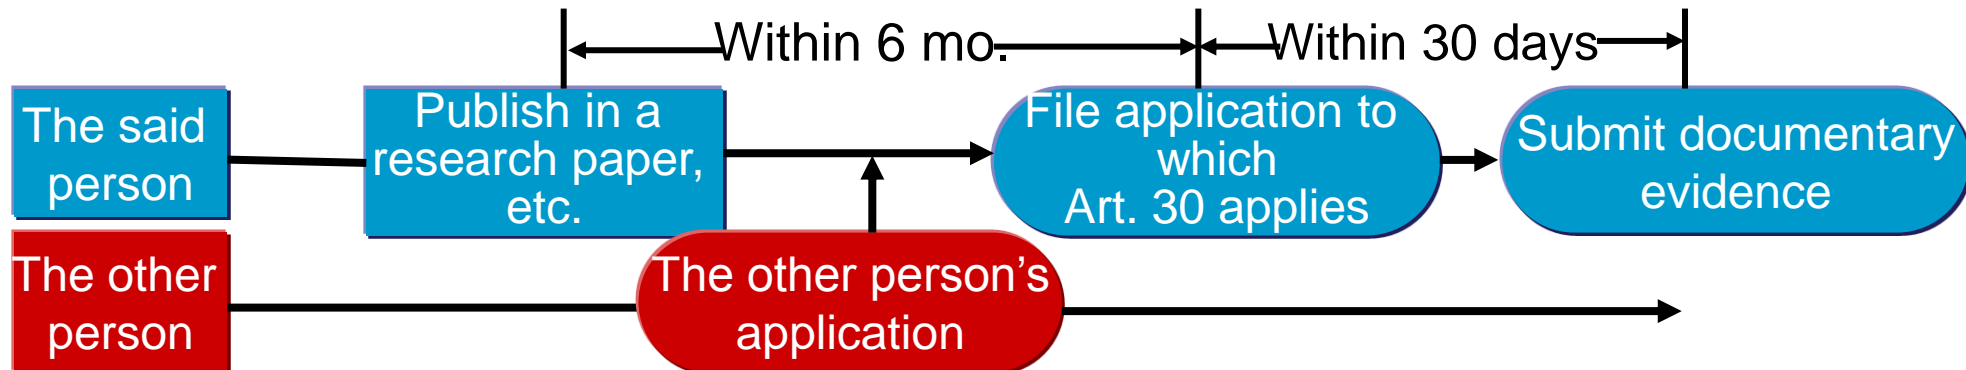 Within 6 mo.
Within 30 days
The said
person
Publish in a
research paper,
etc.
File application to
which
Art. 30 applies
Submit documentary
evidence
The other
person
The other person’s
application